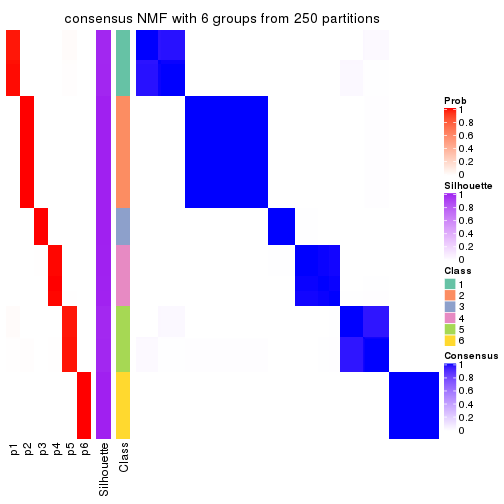 consensus NMF with 6 groups from 250 partitions
Prob
1
0.8
0.6
0.4
0.2
0
Silhouette
1
0.8
0.6
0.4
0.2
0
Class
1
2
3
4
5
6
Consensus
1
0.8
0.6
0.4
0.2
0
p1
p2
p3
p4
p5
p6
Silhouette
Class